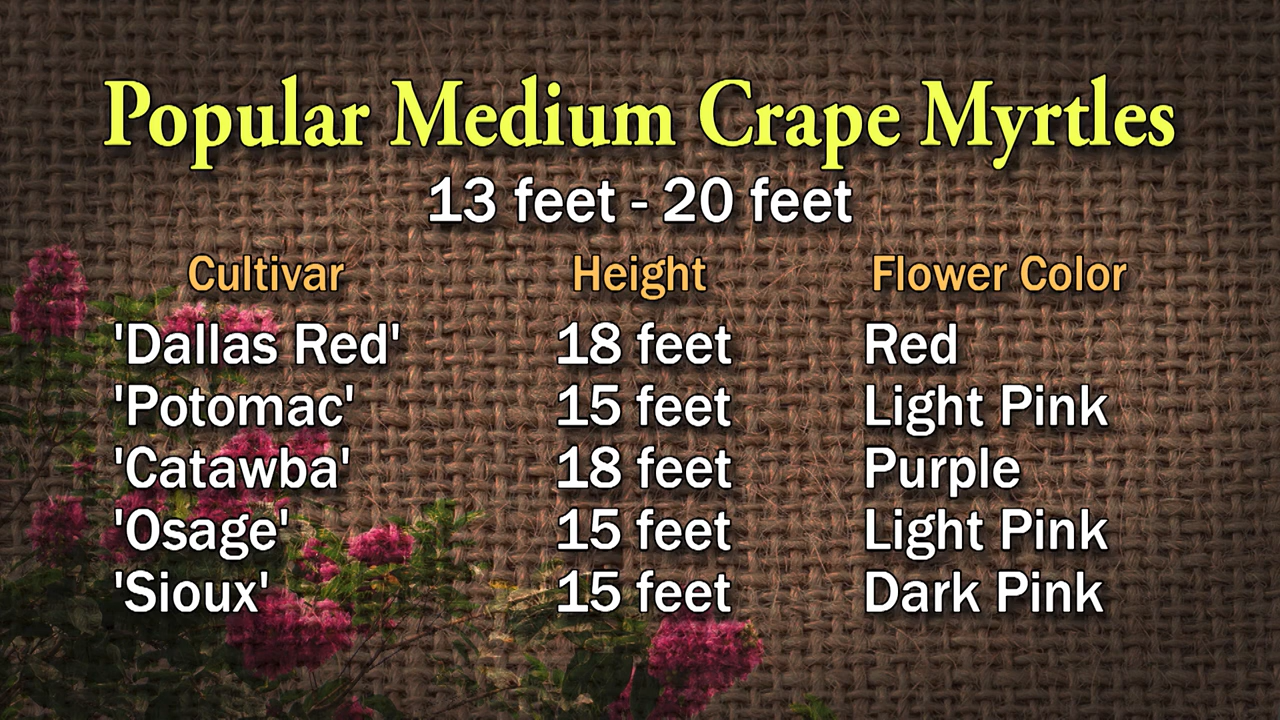 Popular Medium Crape Myrtles
13 feet - 20 feet
Cultivar Height Flower Color
'Dallas Red' 18 feet Red
'Potomac' 15 feet Light Pink
'Catawba' 18 feet Purple
'Osage' 15 feet Light Pink
'Sioux' 15 feet Dark Pink